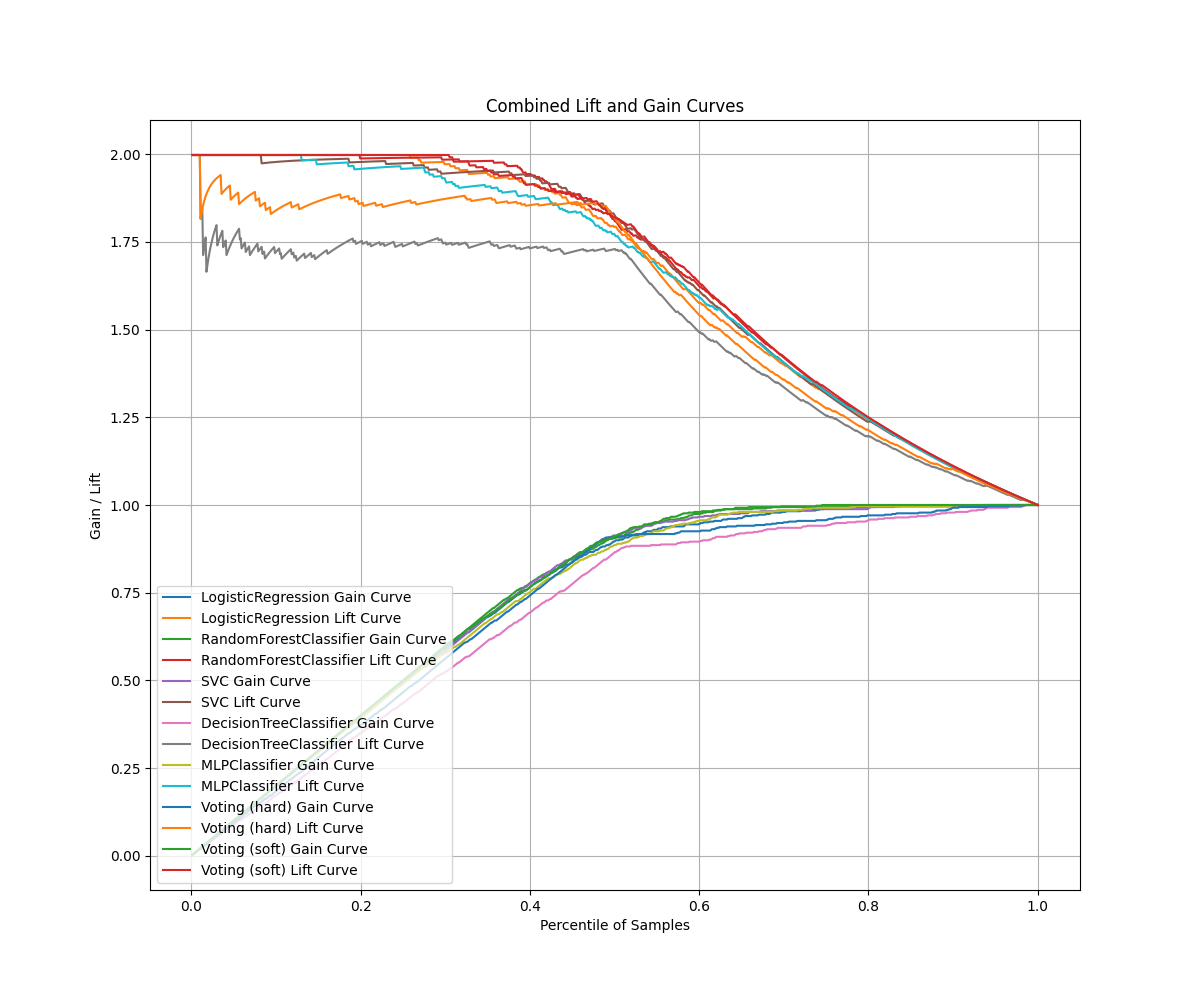 Combined Lift and Gain Curves
Gain / Lift
2.00
1.75
1.50
1.25
1.00
0.75
0.50
0.25
0.00
LogisticRegression Gain Curve
LogisticRegression Lift Curve
RandomForestClassifier Gain Curve
RandomForestClassifier Lift Curve
SVC Gain Curve
SVC Lift Curve
DecisionTreeClassifier Gain Curve
DecisionTreeClassifier Lift Curve
MLPClassifier Gain Curve
MLPClassifier Lift Curve
Voting (hard) Gain Curve
Voting (hard) Lift Curve
Voting (soft) Gain Curve
Voting (soft) Lift Curve
0.0 0.2 0.4 0.6 0.8 1.0
Percentile of Samples